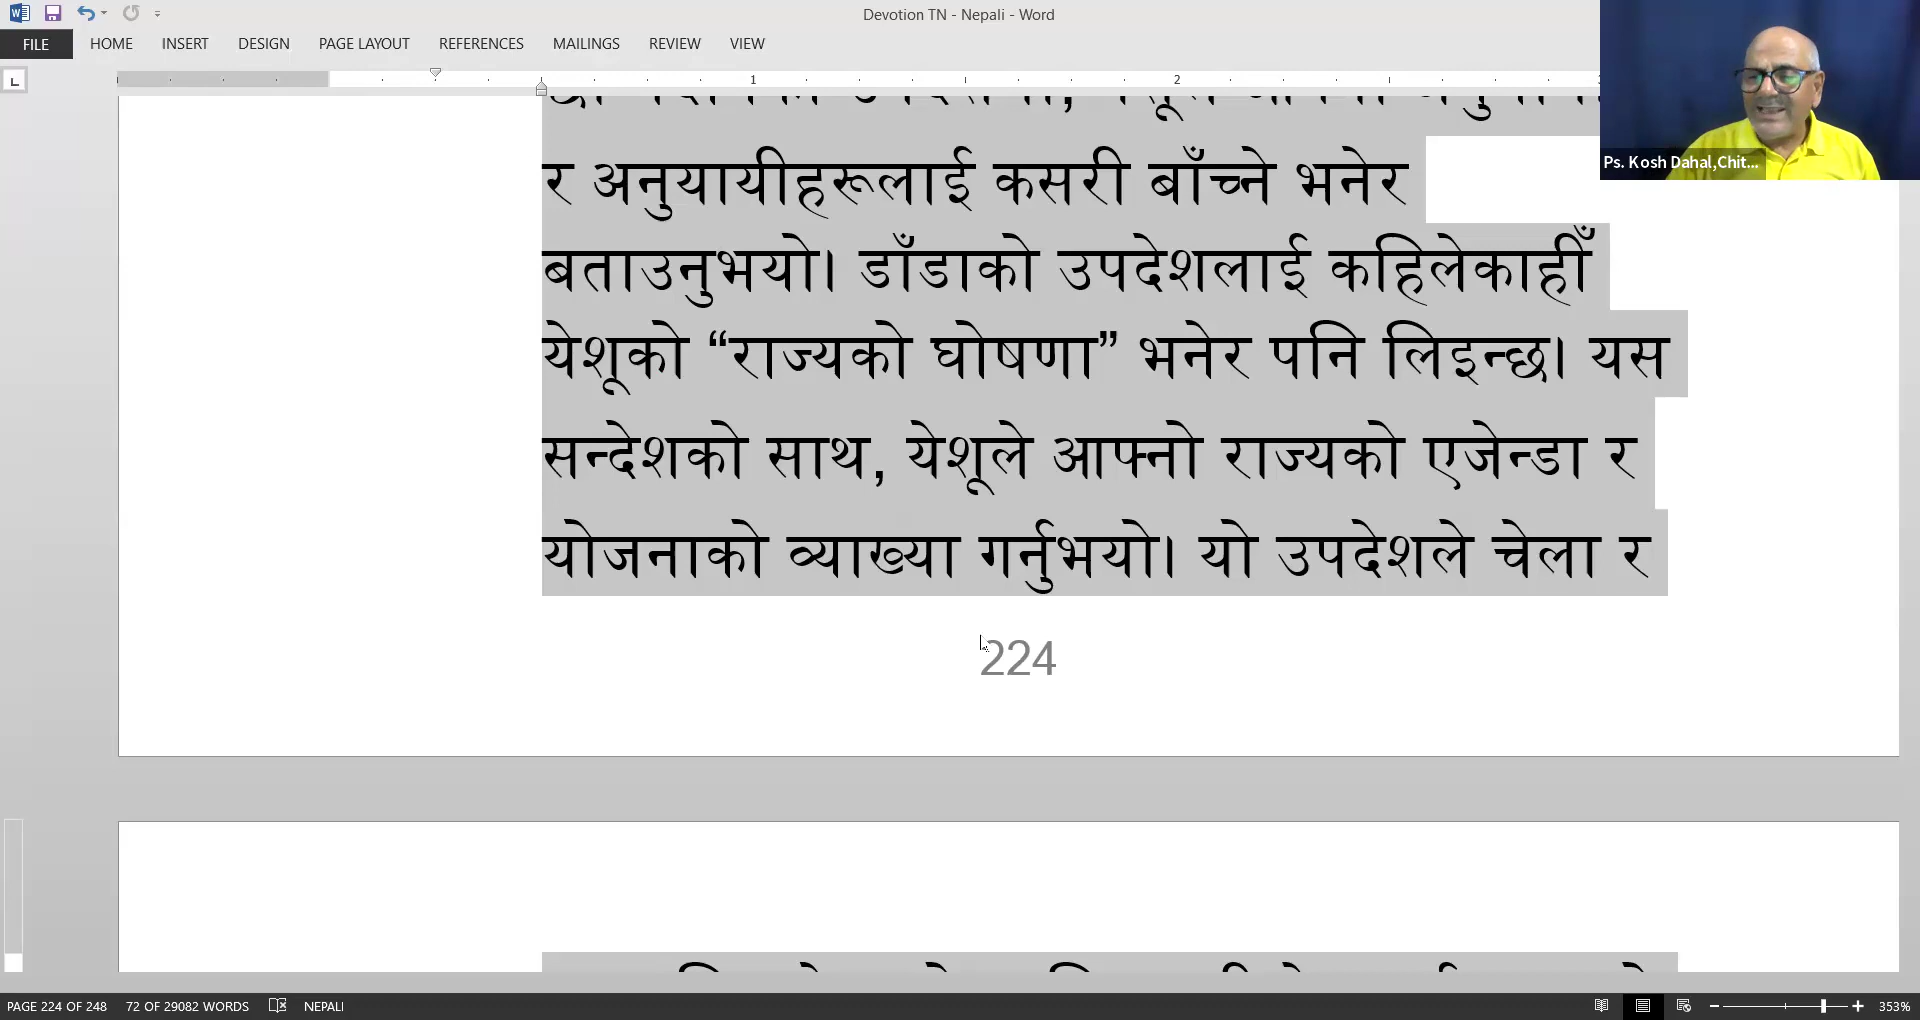 Devotion TN - Nepali - Word
FILE HOME INSERT DESIGN PAGE LAYOUT REFERENCES MAILINGS REVIEW VIEW
L 1 2
Ps. Kosh Dahal,Chit...
र अनुयायीहरूलाई कसरी बाँच्ने भनेर
बताउनुभयो। डाँडाको उपदेशलाई कहिलेकाहीँ
येशूको “राज्यको घोषणा” भनेर पनि लिइन्छ। यस
सन्देशको साथ, येशूले आफ्नो राज्यको एजेन्डा र
योजनाको व्याख्या गर्नुभयो। यो उपदेशले चेला र
224
PAGE 224 OF 248 72 OF 29082 WORDS NEPALI 353%